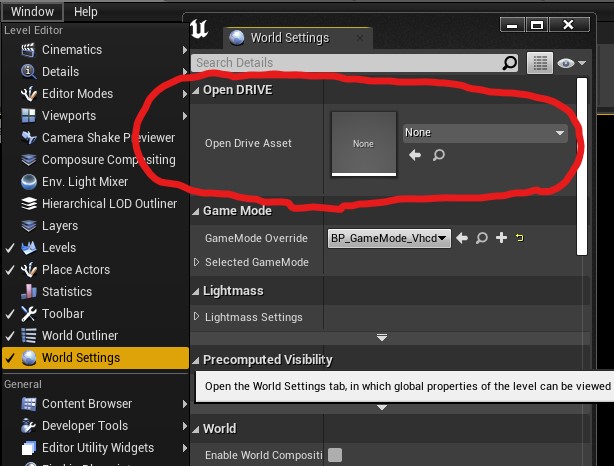 Window Help
Level Editor
Cinematics
Details
Editor Modes
Viewports
Camera Shake Previewer
Composure Compositing
Env. Light Mixer
Hierarchical LOD Outliner
Layers
Levels
Place Actors
Statistics
Toolbar
World Outliner
World Settings
General
Content Browser
Developer Tools
Editor Utility Widgets
World Settings
Search Details
Open DRIVE
Open Drive Asset
None
None
Game Mode
GameMode Override BP_GameMode_Vhcd
Selected GameMode
Lightmass
Lightmass Settings
Precomputed Visibility
Open the World Settings tab, in which global properties of the level can be viewed
World
Enable World Compositi